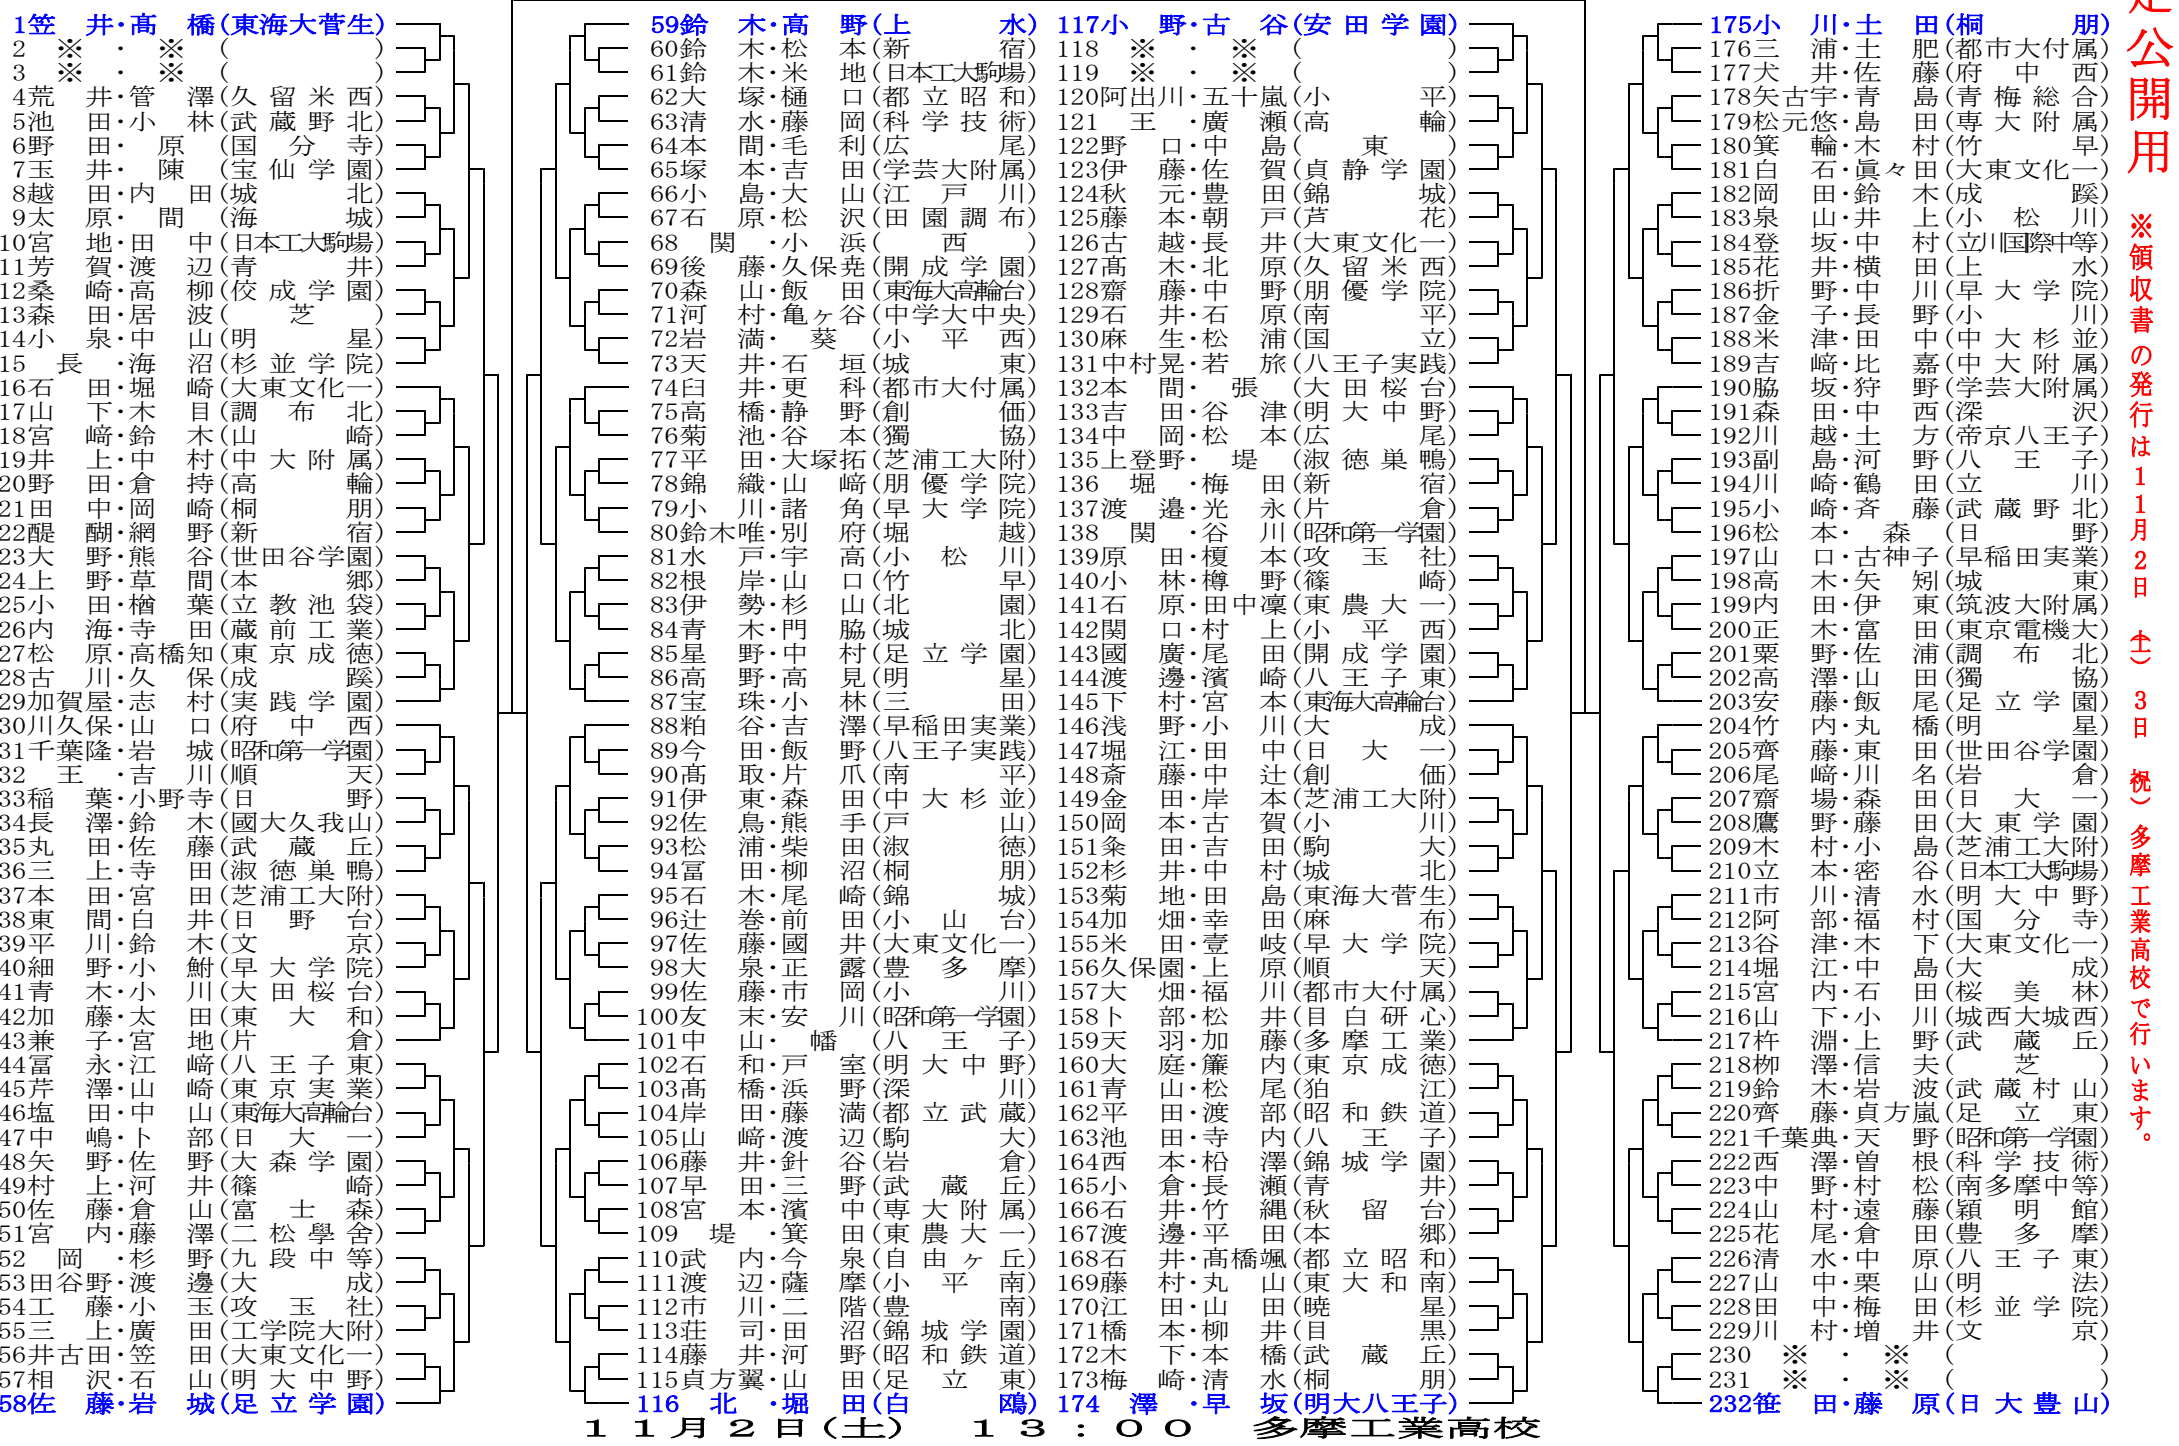 1笠井・髙橋(東海大菅生)
2※・※( )
3※・※( )
4荒井・管澤(久留米西)
5池田・小林(武蔵野北)
6野田・原(国分寺)
7玉井・陳(宝仙学園)
8越田・内田(城北)
9太原・間(海城)
10宮地・田中(日本工大駒場)
11芳賀・渡辺(青井)
12桑崎・高柳(佼成学園)
13森田・居波(芝)
14小泉・中山(明星)
15長・海沼(杉並学院)
16石田・堀崎(大東文化一)
17山下・木目(調布北)
18宮﨑・鈴木(山崎)
19井上・中村(中大附属)
20野田・倉持(高輪)
21田中・岡崎(桐朋)
22醍醐・網野(新宿)
23大野・熊谷(世田谷学園)
24上野・草間(本郷)
25小田・楢葉(立教池袋)
26内海・寺田(蔵前工業)
27松原・高橋知(東京成徳)
28古川・久保(成蹊)
29加賀屋・志村(実践学園)
30川久保・山口(府中西)
31千葉隆・岩城(昭和第一学園)
32王・吉川(順天)
33稲葉・小野寺(日野)
34長澤・鈴木(國大久我山)
35丸田・佐藤(武蔵丘)
36三上・寺田(淑徳巣鴨)
37本田・宮田(芝浦工大附)
38東間・白井(日野台)
39平川・鈴木(文京)
40細野・小鮒(早大学院)
41青木・小川(大田桜台)
42加藤・太田(東大和)
43兼子・宮地(片倉)
44冨永・江﨑(八王子東)
45芹澤・山崎(東京実業)
46塩田・中山(東海大高輪台)
47中嶋・卜部(日大一)
48矢野・佐野(大森学園)
49村上・河井(篠崎)
50佐藤・倉山(富士森)
51宮内・藤澤(二松學舎)
52岡・杉野(九段中等)
53田谷野・渡邊(大成)
54工藤・小玉(攻玉社)
55三上・廣田(工学院大附)
56井古田・笠田(大東文化一)
57相沢・石山(明大中野)
58佐藤・岩城(足立学園)
59鈴木・高野(上水)
60鈴木・松本(新宿)
61鈴木・米地(日本工大駒場)
62大塚・樋口(都立昭和)
63清水・藤岡(科学技術)
64本間・毛利(広尾)
65塚本・吉田(学芸大附属)
66小島・大山(江戸川)
67石原・松沢(田園調布)
68関・小浜(西)
69後藤・久保尭(開成学園)
70森山・飯田(東海大高輪台)
71河村・亀ヶ谷(中学大中央)
72岩満・葵(小平西)
73天井・石垣(城東)
74臼井・更科(都市大付属)
75高橋・静野(創価)
76菊池・谷本(獨協)
77平田・大塚拓(芝浦工大附)
78錦織・山﨑(朋優学院)
79小川・諸角(早大学院)
80鈴木唯・別府(堀越)
81水戸・宇高(小松川)
82根岸・山口(竹早)
83伊勢・杉山(北園)
84青木・門脇(城北)
85星野・中村(足立学園)
86高野・高見(明星)
87宝珠・小林(三田)
88粕谷・吉澤(早稲田実業)
89今田・飯野(八王子実践)
90髙取・片爪(南平)
91伊東・森田(中大杉並)
92佐鳥・熊手(戸山)
93松浦・柴田(淑徳)
94冨田・柳沼(桐朋)
95石木・尾崎(錦城)
96辻巻・前田(小山台)
97佐藤・國井(大東文化一)
98大泉・正露(豊多摩)
99佐藤・市岡(小川)
100友末・安川(昭和第一学園)
101中山・幡(八王子)
102石和・戸室(明大中野)
103髙橋・浜野(深川)
104岸田・藤満(都立武蔵)
105山﨑・渡辺(駒大)
106藤井・針谷(岩倉)
107早田・三野(武蔵丘)
108宮本・濱中(専大附属)
109堤・箕田(東農大一)
110武内・今泉(自由ヶ丘)
111渡辺・薩摩(小平南)
112市川・二階(豊南)
113荘司・田沼(錦城学園)
114藤井・河野(昭和鉄道)
115貞方翼・山田(足立東)
116北・堀田(白鴎)
117小野・古谷(安田学園)
118※・※( )
119※・※( )
120阿出川・五十嵐(小平)
121王・廣瀬(高輪)
122野口・中島(東)
123伊藤・佐賀(貞静学園)
124秋元・豊田(錦城)
125藤本・朝戸(芦花)
126古越・長井(大東文化一)
127髙木・北原(久留米西)
128齋藤・中野(朋優学院)
129石井・石原(南平)
130麻生・松浦(国立)
131中村晃・若旅(八王子実践)
132本間・張(大田桜台)
133吉田・谷津(明大中野)
134中岡・松本(広尾)
135上登野・堤(淑徳巣鴨)
136堀・梅田(新宿)
137渡邉・光永(片倉)
138関・谷川(昭和第一学園)
139原田・榎本(攻玉社)
140小林・樽野(篠崎)
141石原・田中凜(東農大一)
142関口・村上(小平西)
143國廣・尾田(開成学園)
144渡邊・濱崎(八王子東)
145下村・宮本(東海大高輪台)
146浅野・小川(大成)
147堀江・田中(日大一)
148斎藤・中辻(創価)
149金田・岸本(芝浦工大附)
150岡本・古賀(小川)
151粂田・吉田(駒大)
152杉井・中村(城北)
153菊地・田島(東海大菅生)
154加畑・幸田(麻布)
155米田・壹岐(早大学院)
156久保園・上原(順天)
157大畑・福川(都市大付属)
158卜部・松井(目白研心)
159天羽・加藤(多摩工業)
160大庭・簾内(東京成徳)
161青山・松尾(狛江)
162平田・渡部(昭和鉄道)
163池田・寺内(八王子)
164西本・柗澤(錦城学園)
165小倉・長瀬(青井)
166石井・竹縄(秋留台)
167渡邊・平田(本郷)
168石井・髙橋颯(都立昭和)
169藤村・丸山(東大和南)
170江田・山田(暁星)
171橋本・柳井(目黒)
172木下・本橋(武蔵丘)
173梅崎・清水(桐朋)
174澤・早坂(明大八王子)
175小川・土田(桐朋)
176三浦・土肥(都市大付属)
177犬井・佐藤(府中西)
178矢古宇・青島(青梅総合)
179松元悠・島田(専大附属)
180箕輪・木村(竹早)
181白石・眞々田(大東文化一)
182岡田・鈴木(成蹊)
183泉山・井上(小松川)
184登坂・中村(立川国際中等)
185花井・横田(上水)
186折野・中川(早大学院)
187金子・長野(小川)
188米津・田中(中大杉並)
189吉﨑・比嘉(中大附属)
190脇坂・狩野(学芸大附属)
191森田・中西(深沢)
192川越・土方(帝京八王子)
193副島・河野(八王子)
194川崎・鶴田(立川)
195小崎・斉藤(武蔵野北)
196松本・森(日野)
197山口・古神子(早稲田実業)
198高木・矢矧(城東)
199内田・伊東(筑波大附属)
200正木・富田(東京電機大)
201粟野・佐浦(調布北)
202高澤・山田(獨協)
203安藤・飯尾(足立学園)
204竹内・丸橋(明星)
205齊藤・東田(世田谷学園)
206尾﨑・川名(岩倉)
207齋場・森田(日大一)
208鷹野・藤田(大東学園)
209木村・小島(芝浦工大附)
210立本・密谷(日本工大駒場)
211市川・清水(明大中野)
212阿部・福村(国分寺)
213谷津・木下(大東文化一)
214堀江・中島(大成)
215宮内・石田(桜美林)
216山下・小川(城西大城西)
217杵淵・上野(武蔵丘)
218栁澤・信夫(芝)
219鈴木・岩波(武蔵村山)
220齊藤・貞方嵐(足立東)
221千葉典・天野(昭和第一学園)
222西澤・曽根(科学技術)
223中野・村松(南多摩中等)
224山村・遠藤(穎明館)
225花尾・倉田(豊多摩)
226清水・中原(八王子東)
227山中・栗山(明法)
228田中・梅田(杉並学院)
229川村・増井(文京)
230※・※( )
231※・※( )
232笹田・藤原(日大豊山)
公開用
※領収書の発行は11月2日(土)3日(祝)多摩工業高校で行います。
11月2日(土) 13:00 多摩工業高校